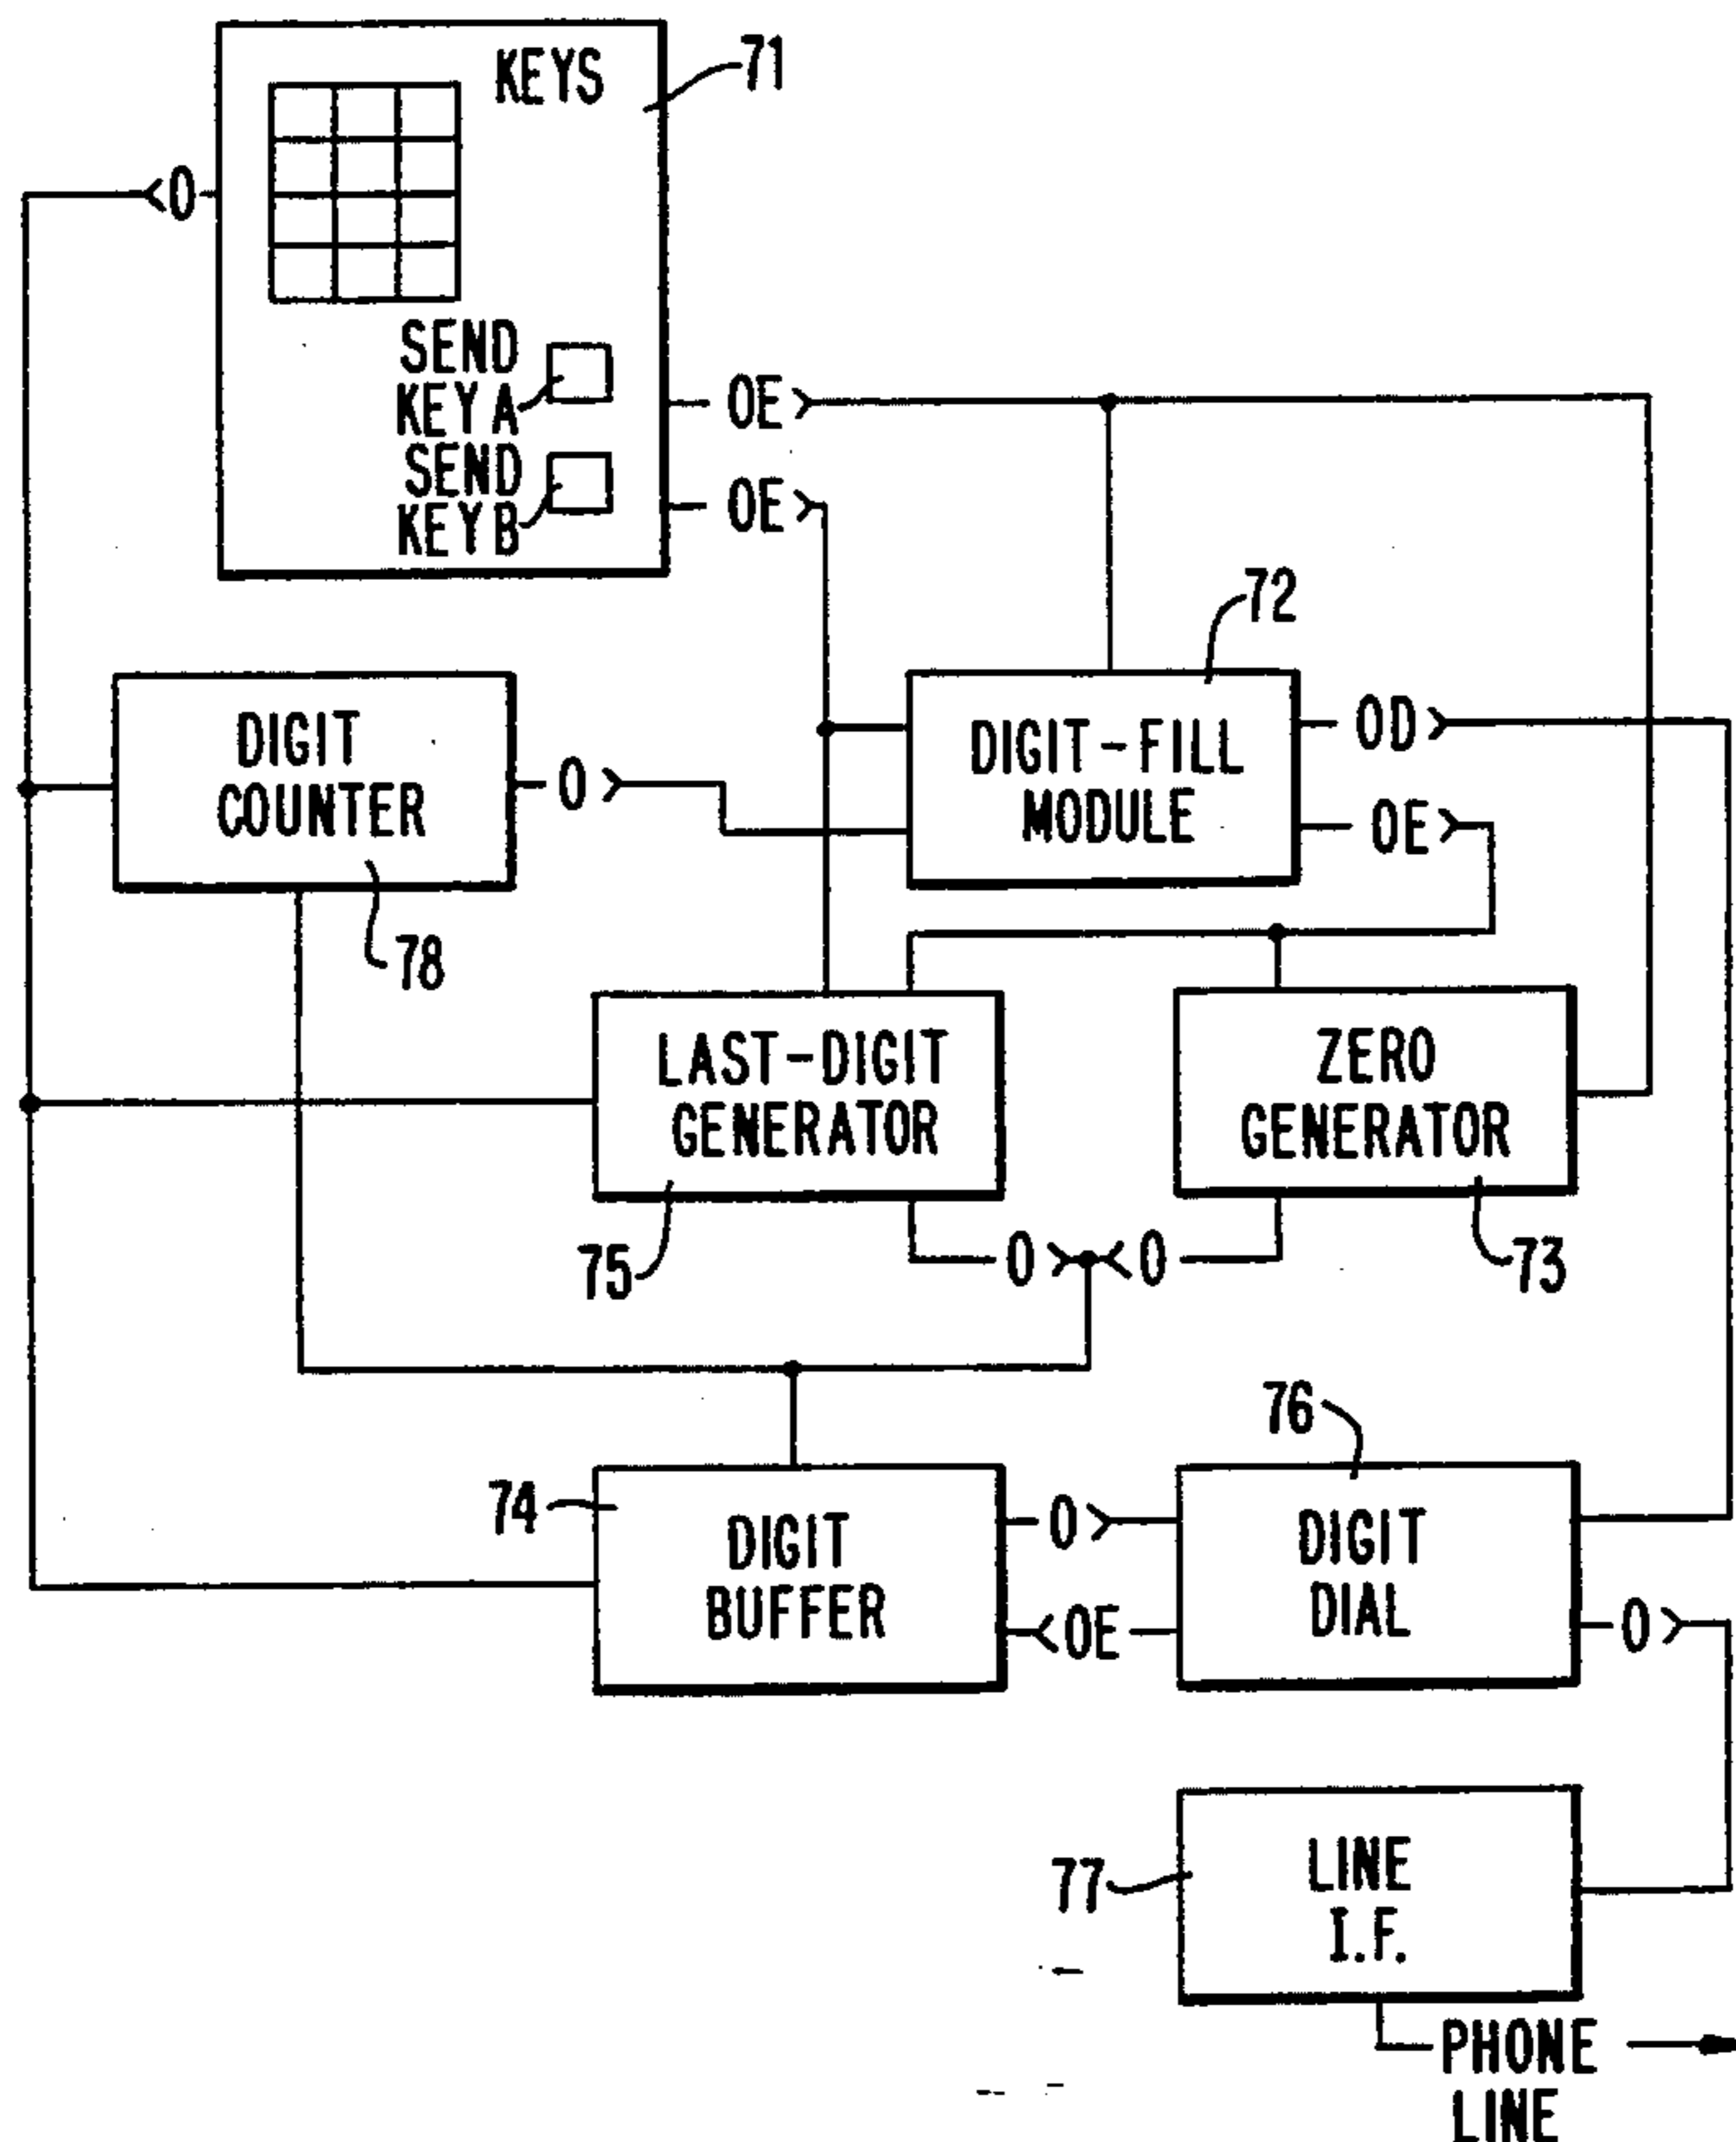 KEYS
71
<0
SEND
KEY A
SEND
KEY B
0E>
0E>
72
DIGIT
COUNTER
0>
78
DIGIT-FILL
MODULE
0D>
0E>
LAST-DIGIT
GENERATOR
75
ZERO
GENERATOR
73
0> <0
74
DIGIT
BUFFER
0>
<0E
76
DIGIT
DIAL
0>
77
LINE
I.F.
PHONE
LINE